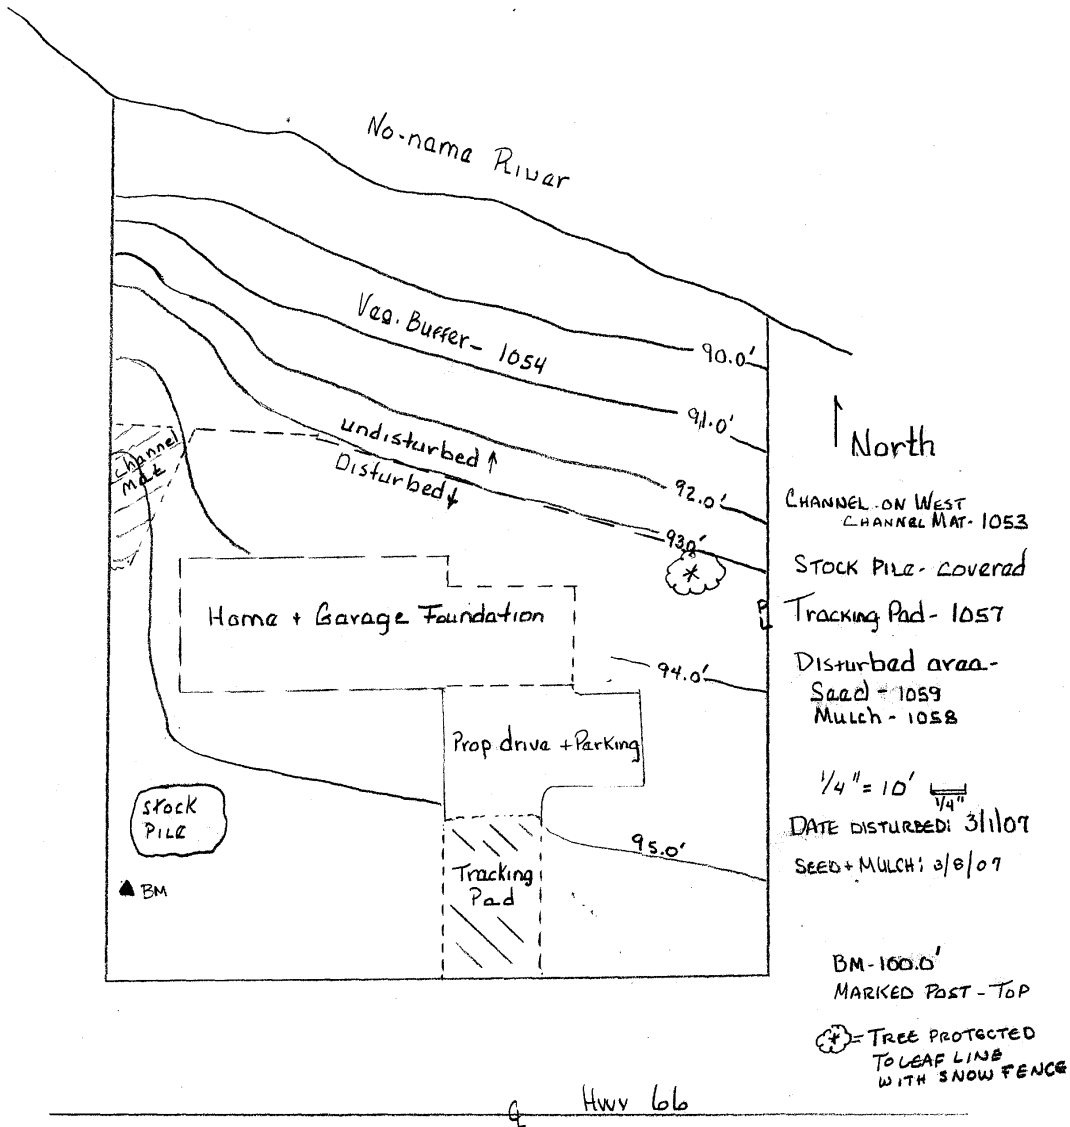 No-name River
Veg. Buffer- 1054
90.0'
91.0'
North
undisturbed ↑
Disturbed ↓
Channel
Mat
92.0'
CHANNEL ON WEST
CHANNEL MAT- 1053
93.0'
STOCK PILE- covered
Home + Garage Foundation
PL
Tracking Pad- 1057
94.0'
Disturbed area-
Seed - 1059
Mulch - 1058
Prop drive + Parking
1/4" = 10'
1/4"
STOCK
PILE
DATE DISTURBED: 3/1/07
95.0'
SEED + MULCH: 3/8/07
Tracking
Pad
BM
BM-100.0'
MARKED POST - TOP
= TREE PROTECTED
TO LEAF LINE
WITH SNOW FENCE
Hwy 66
CL